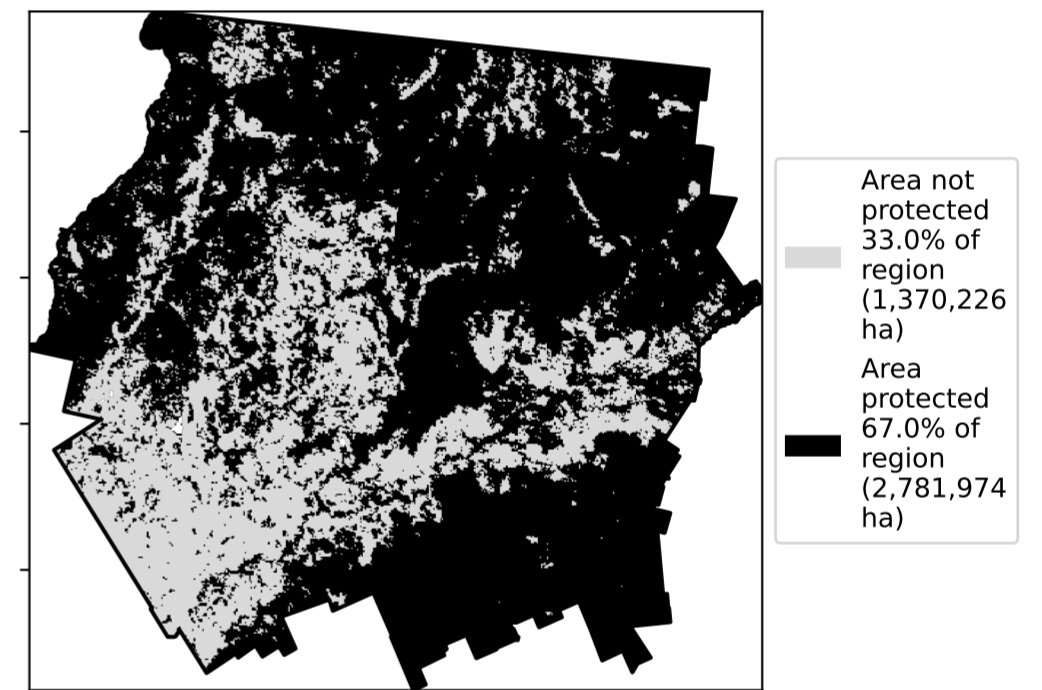 Area not
protected
33.0% of
region
(1,370,226
ha)
Area
protected
67.0% of
region
(2,781,974
ha)